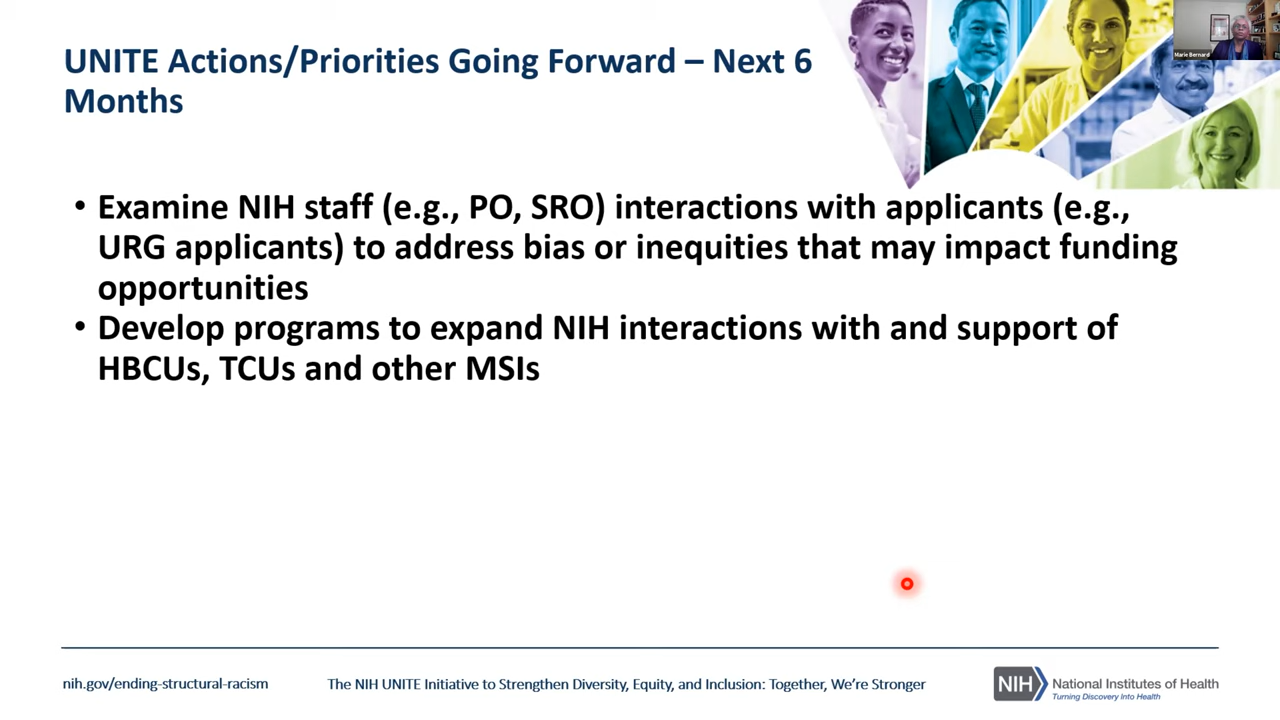 UNITE Actions/Priorities Going Forward – Next 6
Months
Marie Bernard
• Examine NIH staff (e.g., PO, SRO) interactions with applicants (e.g.,
URG applicants) to address bias or inequities that may impact funding
opportunities
• Develop programs to expand NIH interactions with and support of
HBCUs, TCUs and other MSIs
nih.gov/ending-structural-racism
The NIH UNITE Initiative to Strengthen Diversity, Equity, and Inclusion: Together, We’re Stronger
NIH National Institutes of Health
Turning Discovery Into Health